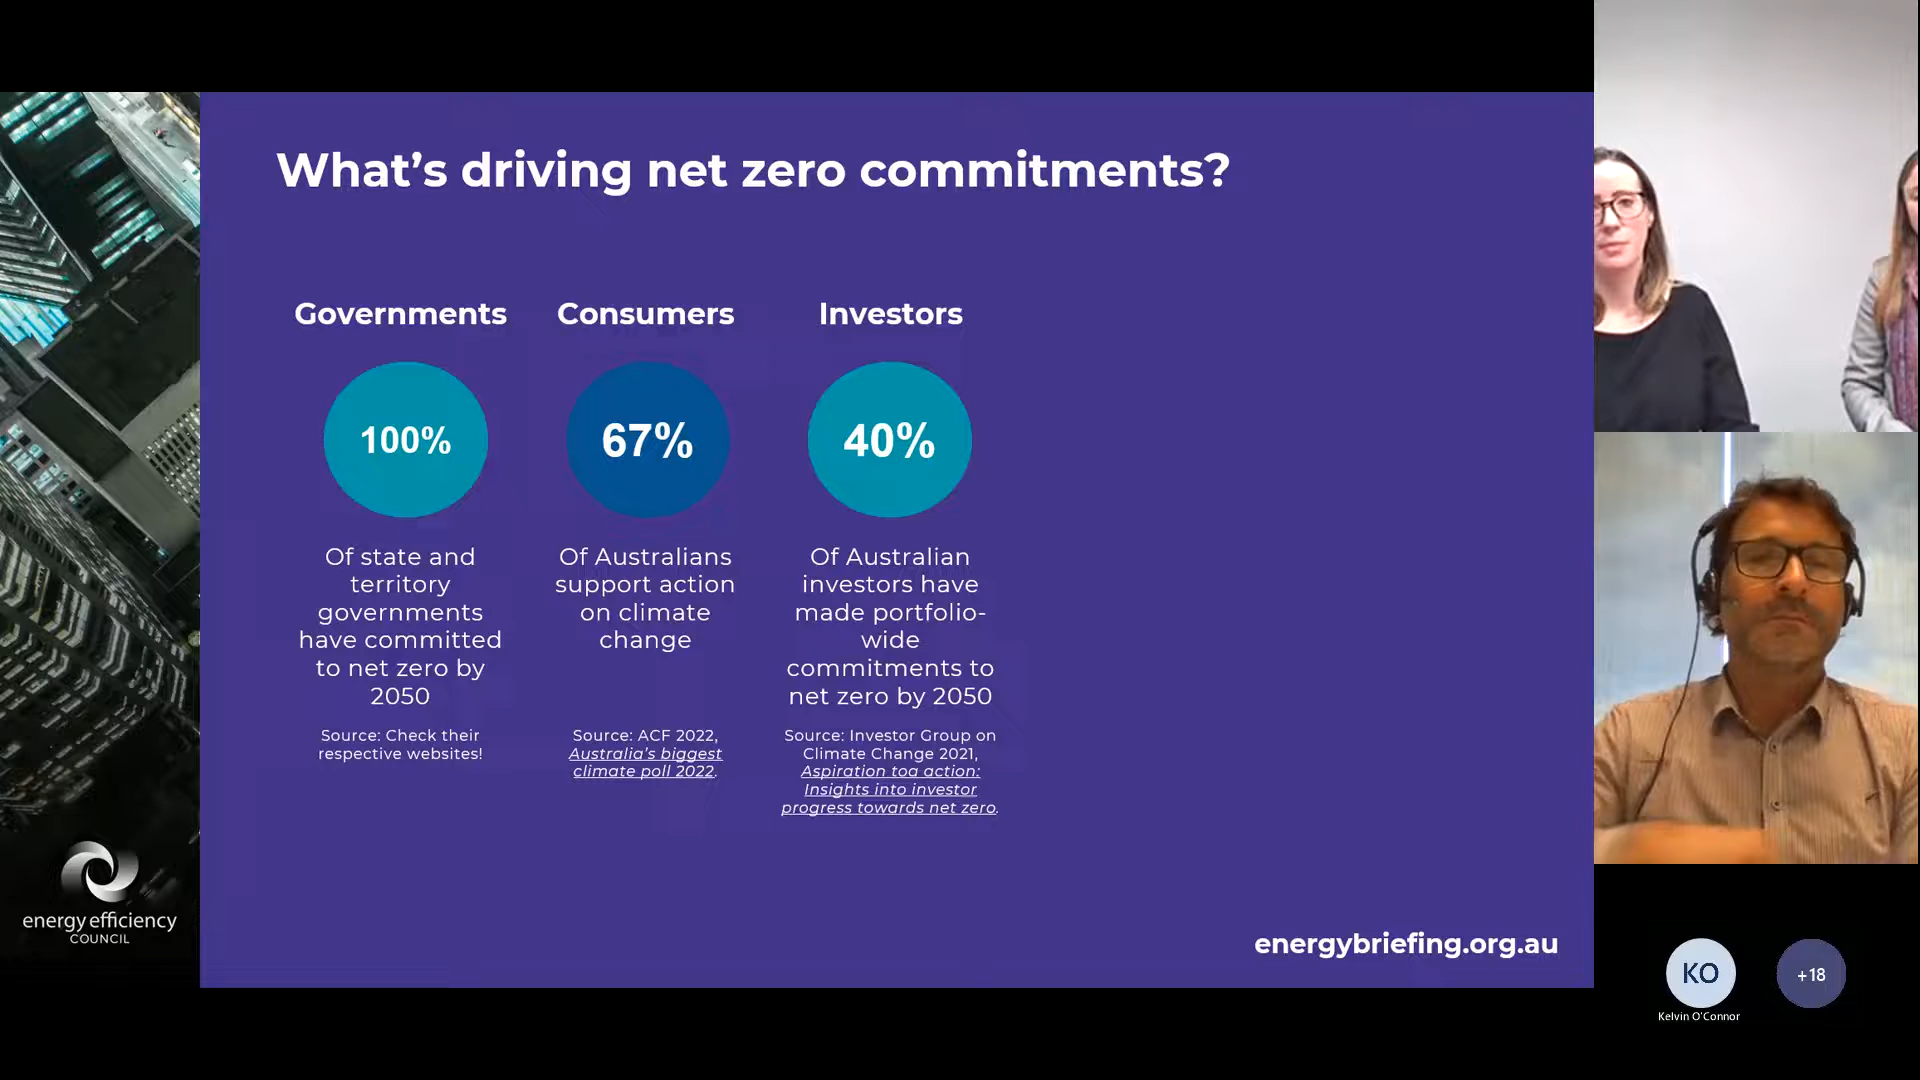 What's driving net zero commitments?
Governments
100%
Of state and
territory
governments
have committed
to net zero by
2050
Source: Check their
respective websites!
Consumers
67%
Of Australians
support action
on climate
change
Source: ACF 2022,
Australia's biggest
climate poll 2022.
Investors
40%
Of Australian
investors have
made portfolio-
wide
commitments to
net zero by 2050
Source: Investor Group on
Climate Change 2021,
Aspiration toa action:
Insights into investor
progress towards net zero.
energy efficiency
COUNCIL
energybriefing.org.au
KO
+18
Kelvin O'Connor